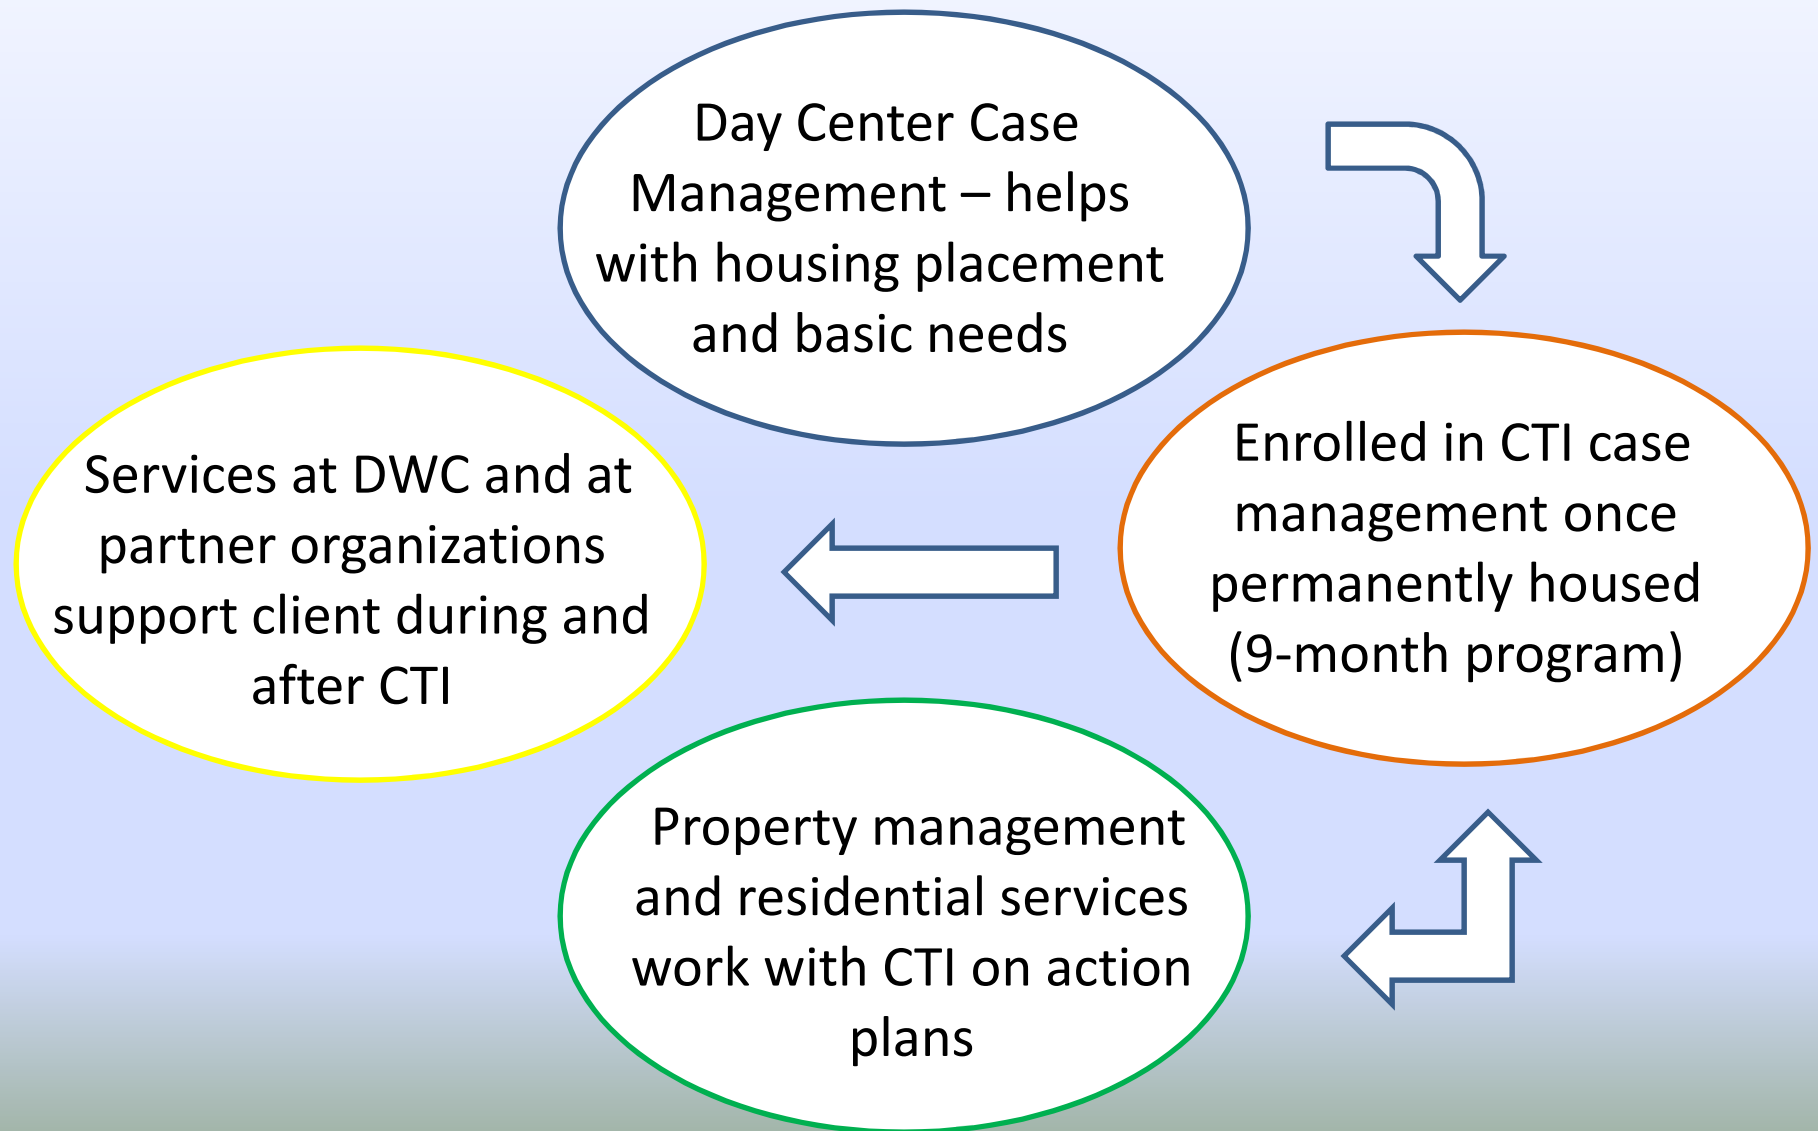 Day Center Case
Management – helps
with housing placement
and basic needs
Enrolled in CTI case
management once
permanently housed
(9-month program)
Services at DWC and at
partner organizations
support client during and
after CTI
Property management
and residential services
work with CTI on action
plans